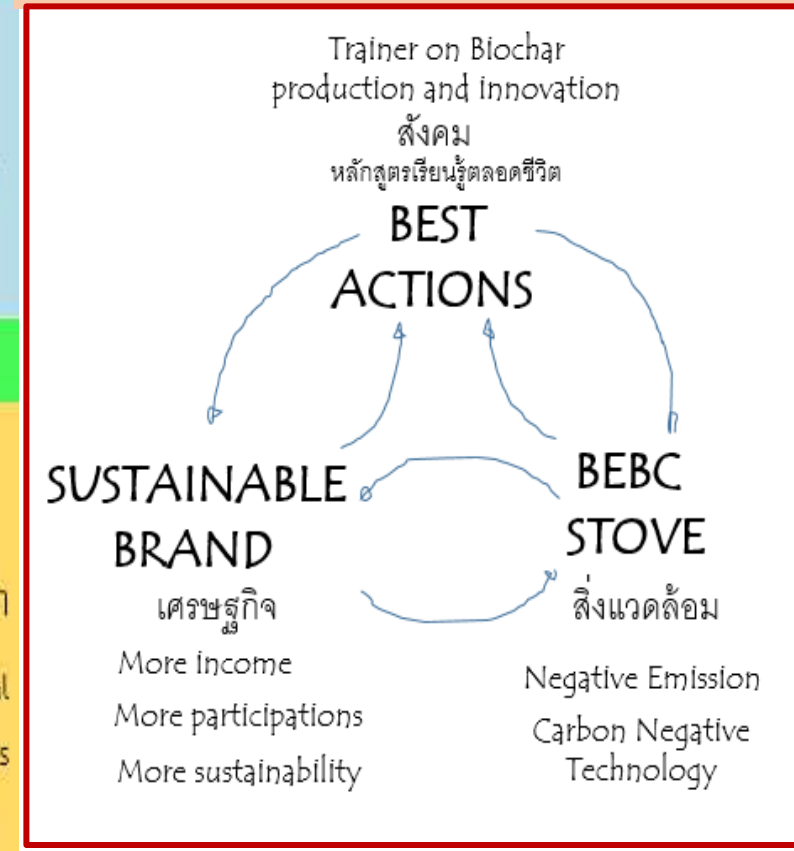 Trainer on Biochar
production and innovation
สังคม
หลักสูตรเรียนรู้ตลอดชีวิต
BEST
ACTIONS
SUSTAINABLE
BRAND
เศรษฐกิจ
More income
More participations
More sustainability
BEBC
STOVE
สิ่งแวดล้อม
Negative Emission
Carbon Negative
Technology